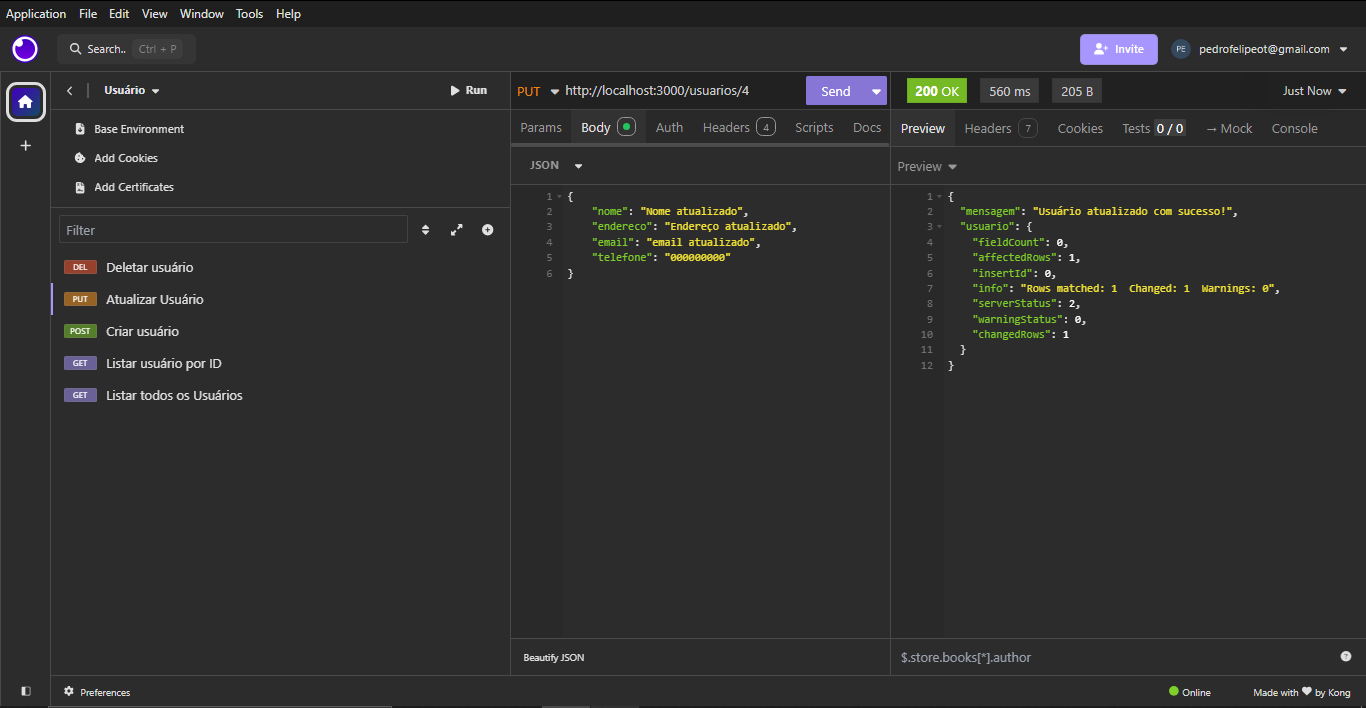 Application File Edit View Window Tools Help
Search.. Ctrl + P
Invite
PE pedrofelipeot@gmail.com
Usuário
Run
Base Environment
Add Cookies
Add Certificates
Filter
DEL Deletar usuário
PUT Atualizar Usuário
POST Criar usuário
GET Listar usuário por ID
GET Listar todos os Usuários
PUT http://localhost:3000/usuarios/4 Send
Params Body Auth Headers 4 Scripts Docs
JSON
1 {
2 "nome": "Nome atualizado",
3 "endereco": "Endereço atualizado",
4 "email": "email atualizado",
5 "telefone": "000000000"
6 }
Beautify JSON
200 OK 560 ms 205 B Just Now
Preview Headers 7 Cookies Tests 0 / 0 → Mock Console
Preview
1 {
2 "mensagem": "Usuário atualizado com sucesso!",
3 "usuario": {
4 "fieldCount": 0,
5 "affectedRows": 1,
6 "insertId": 0,
7 "info": "Rows matched: 1  Changed: 1  Warnings: 0",
8 "serverStatus": 2,
9 "warningStatus": 0,
10 "changedRows": 1
11 }
12 }
$.store.books[*].author
Preferences
Online
Made with ❤ by Kong